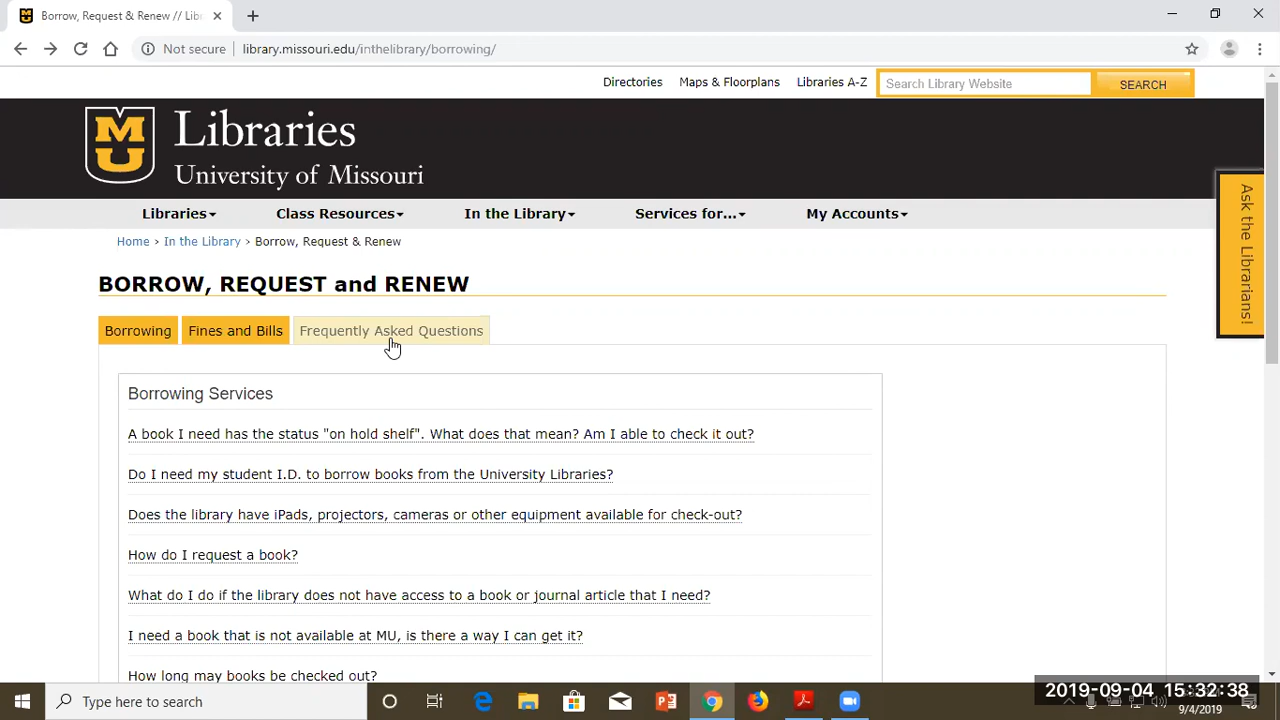 Borrow, Request & Renew // Lib
Not secure library.missouri.edu/inthelibrary/borrowing/
Directories Maps & Floorplans Libraries A-Z Search Library Website SEARCH
MU Libraries
University of Missouri
Libraries Class Resources In the Library Services for... My Accounts
Home › In the Library › Borrow, Request & Renew
Ask the Librarians!
BORROW, REQUEST and RENEW
Borrowing Fines and Bills Frequently Asked Questions
Borrowing Services
A book I need has the status "on hold shelf". What does that mean? Am I able to check it out?
Do I need my student I.D. to borrow books from the University Libraries?
Does the library have iPads, projectors, cameras or other equipment available for check-out?
How do I request a book?
What do I do if the library does not have access to a book or journal article that I need?
I need a book that is not available at MU, is there a way I can get it?
How long may books be checked out?
Type here to search
2019-09-04 15:32:38
9/4/2019